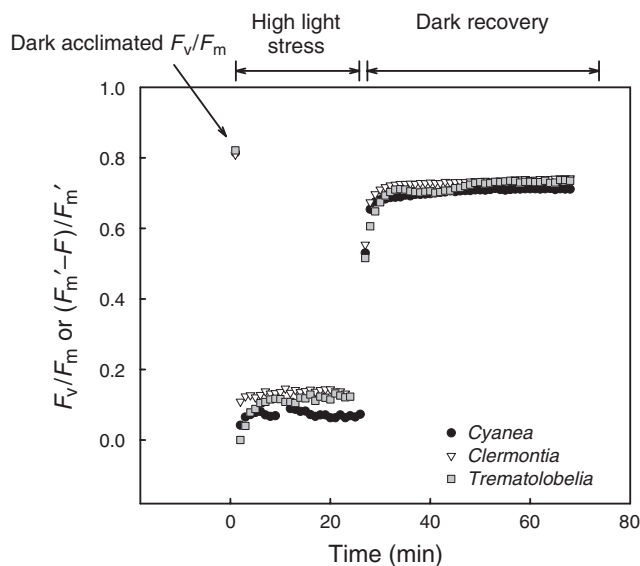 High light
stress
Dark recovery
Dark acclimated Fv/Fm
1.0
0.8
0.6
0.4
0.2
0.0
Fv/Fm or (Fm′–F)/Fm′
Cyanea
Clermontia
Trematolobelia
0
20
40
60
80
Time (min)